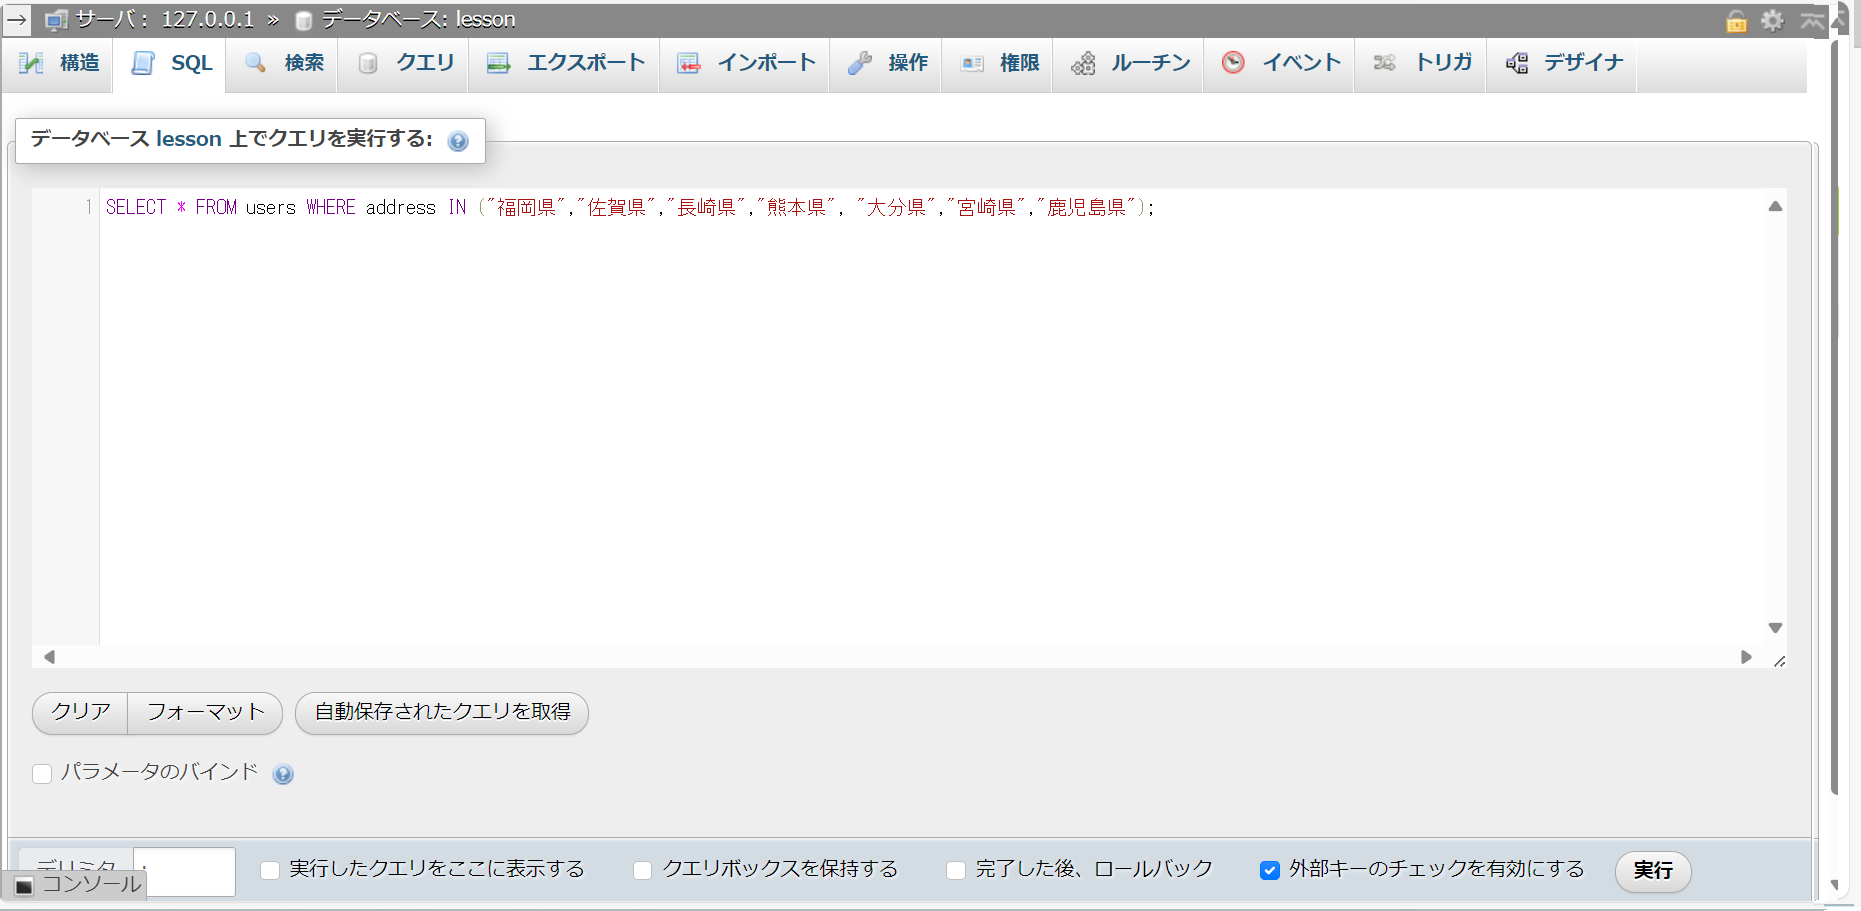 サーバ: 127.0.0.1 » データベース: lesson
構造 SQL 検索 クエリ エクスポート インポート 操作 権限 ルーチン イベント トリガ デザイナ
データベース lesson 上でクエリを実行する:
1 SELECT * FROM users WHERE address IN ("福岡県","佐賀県","長崎県","熊本県", "大分県","宮崎県","鹿児島県");
クリア フォーマット 自動保存されたクエリを取得
パラメータのバインド
デリミタ ; 実行したクエリをここに表示する クエリボックスを保持する 完了した後、ロールバック 外部キーのチェックを有効にする 実行
コンソール